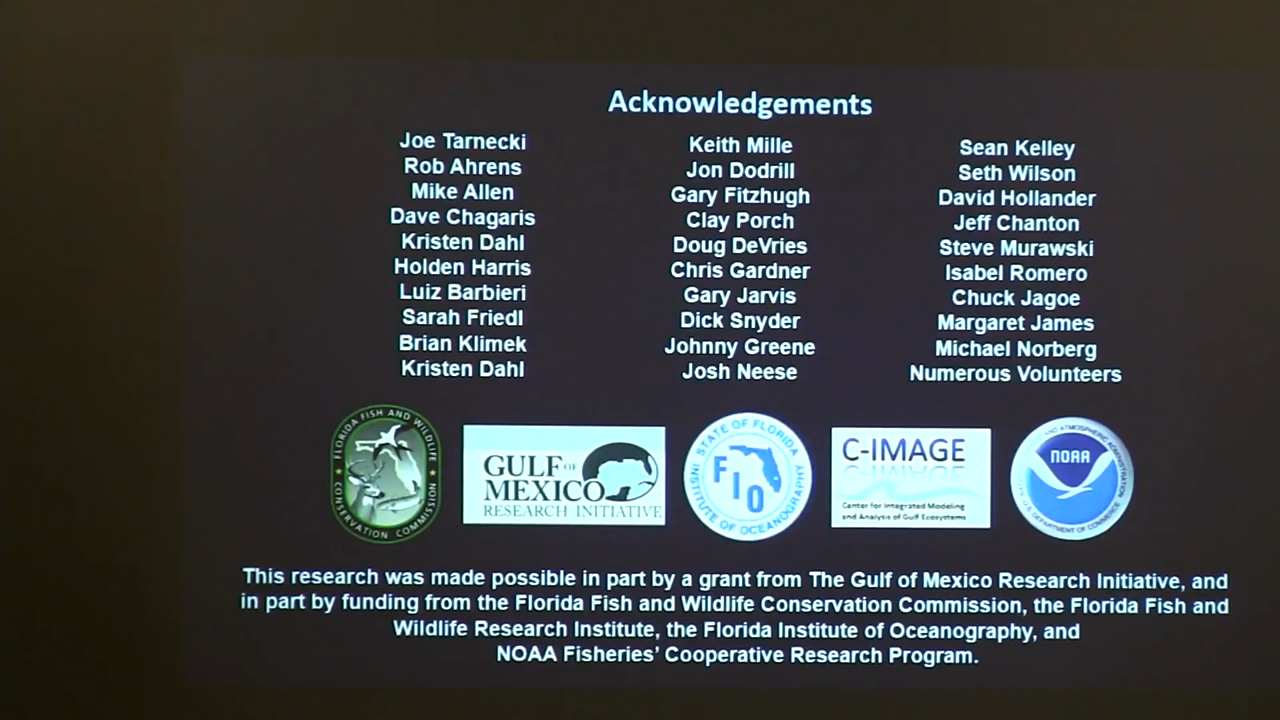 Acknowledgements
Joe Tarnecki
Rob Ahrens
Mike Allen
Dave Chagaris
Kristen Dahl
Holden Harris
Luiz Barbieri
Sarah Friedl
Brian Klimek
Kristen Dahl
Keith Mille
Jon Dodrill
Gary Fitzhugh
Clay Porch
Doug DeVries
Chris Gardner
Gary Jarvis
Dick Snyder
Johnny Greene
Josh Neese
Sean Kelley
Seth Wilson
David Hollander
Jeff Chanton
Steve Murawski
Isabel Romero
Chuck Jagoe
Margaret James
Michael Norberg
Numerous Volunteers
FLORIDA FISH AND WILDLIFE
CONSERVATION COMMISSION
GULF OF
MEXICO
RESEARCH INITIATIVE
STATE OF FLORIDA
FIO
INSTITUTE OF OCEANOGRAPHY
C-IMAGE
Center for Integrated Modeling
and Analysis of Gulf Ecosystems
AND ATMOSPHERIC ADMINISTRATION
NOAA
U.S. DEPARTMENT OF COMMERCE
This research was made possible in part by a grant from The Gulf of Mexico Research Initiative, and
in part by funding from the Florida Fish and Wildlife Conservation Commission, the Florida Fish and
Wildlife Research Institute, the Florida Institute of Oceanography, and
NOAA Fisheries’ Cooperative Research Program.